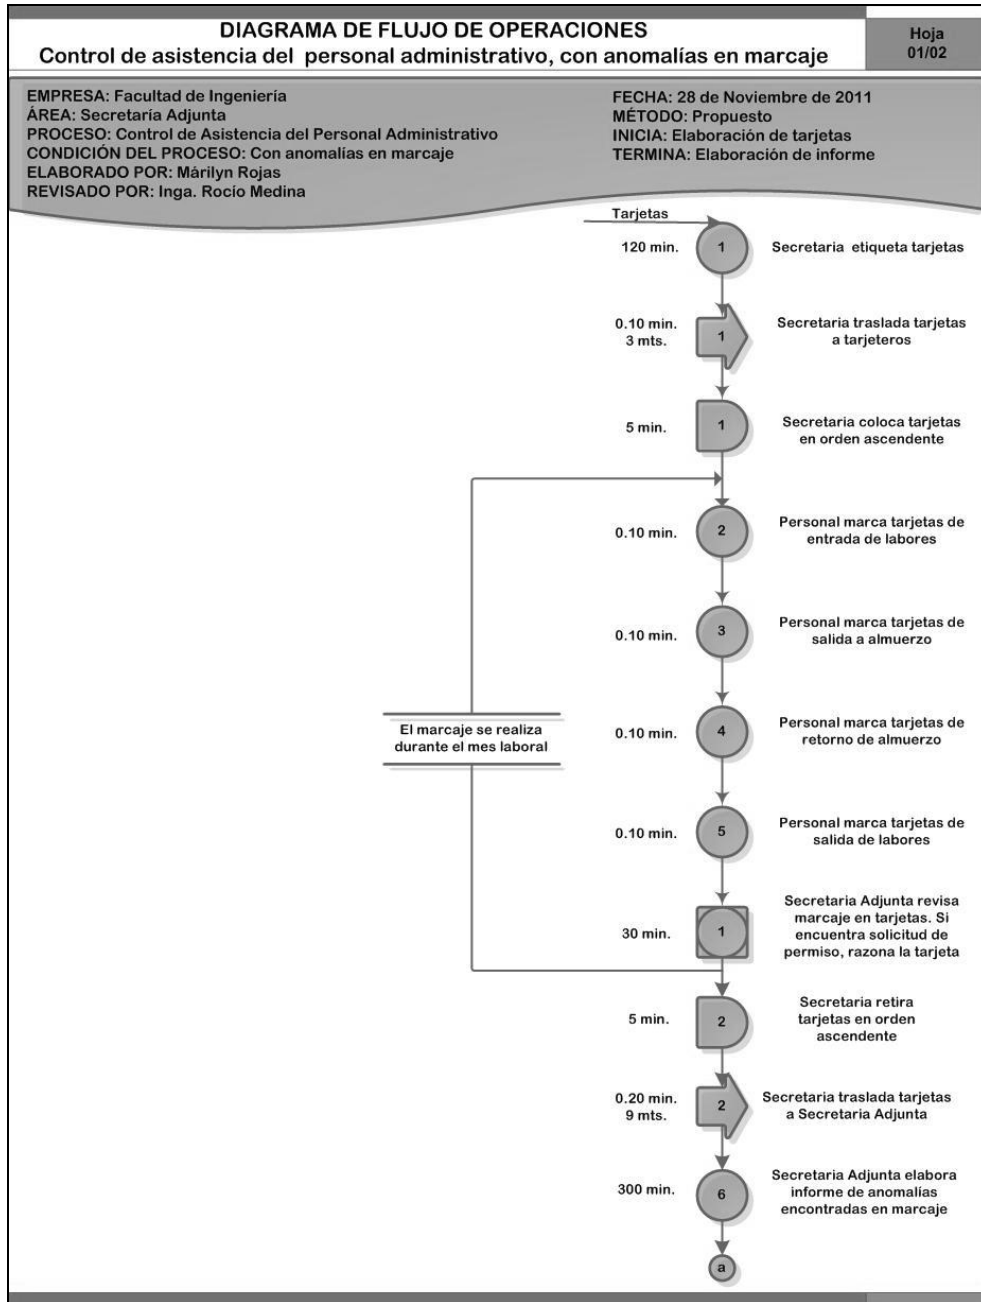 DIAGRAMA DE FLUJO DE OPERACIONES
Control de asistencia del personal administrativo, con anomalías en marcaje
Hoja
01/02
EMPRESA: Facultad de Ingeniería
ÁREA: Secretaría Adjunta
PROCESO: Control de Asistencia del Personal Administrativo
CONDICIÓN DEL PROCESO: Con anomalías en marcaje
ELABORADO POR: Márilyn Rojas
REVISADO POR: Inga. Rocío Medina
FECHA: 28 de Noviembre de 2011
MÉTODO: Propuesto
INICIA: Elaboración de tarjetas
TERMINA: Elaboración de informe
Tarjetas
120 min.
1
Secretaria etiqueta tarjetas
0.10 min.
3 mts.
1
Secretaria traslada tarjetas
a tarjeteros
5 min.
1
Secretaria coloca tarjetas
en orden ascendente
0.10 min.
2
Personal marca tarjetas de
entrada de labores
0.10 min.
3
Personal marca tarjetas de
salida a almuerzo
El marcaje se realiza
durante el mes laboral
0.10 min.
4
Personal marca tarjetas de
retorno de almuerzo
0.10 min.
5
Personal marca tarjetas de
salida de labores
30 min.
1
Secretaria Adjunta revisa
marcaje en tarjetas. Si
encuentra solicitud de
permiso, razona la tarjeta
5 min.
2
Secretaria retira
tarjetas en orden
ascendente
0.20 min.
9 mts.
2
Secretaria traslada tarjetas
a Secretaria Adjunta
300 min.
6
Secretaria Adjunta elabora
informe de anomalías
encontradas en marcaje
a